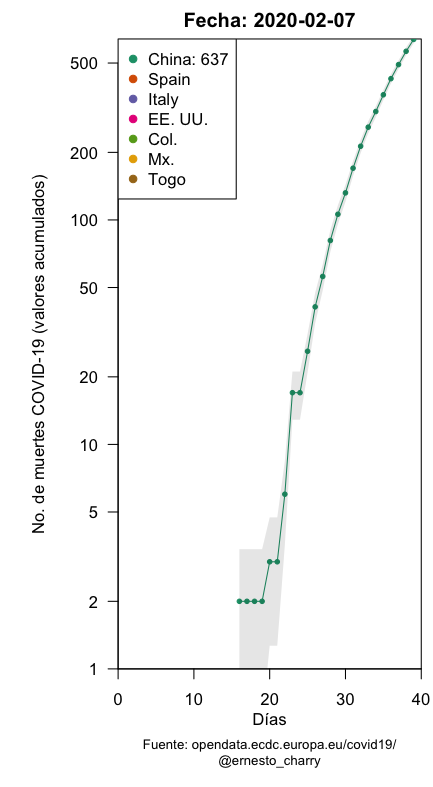 Fecha: 2020-02-07
China: 637
Spain
Italy
EE. UU.
Col.
Mx.
Togo
No. de muertes COVID-19 (valores acumulados)
500
200
100
50
20
10
5
2
1
0 10 20 30 40
Días
Fuente: opendata.ecdc.europa.eu/covid19/
@ernesto_charry